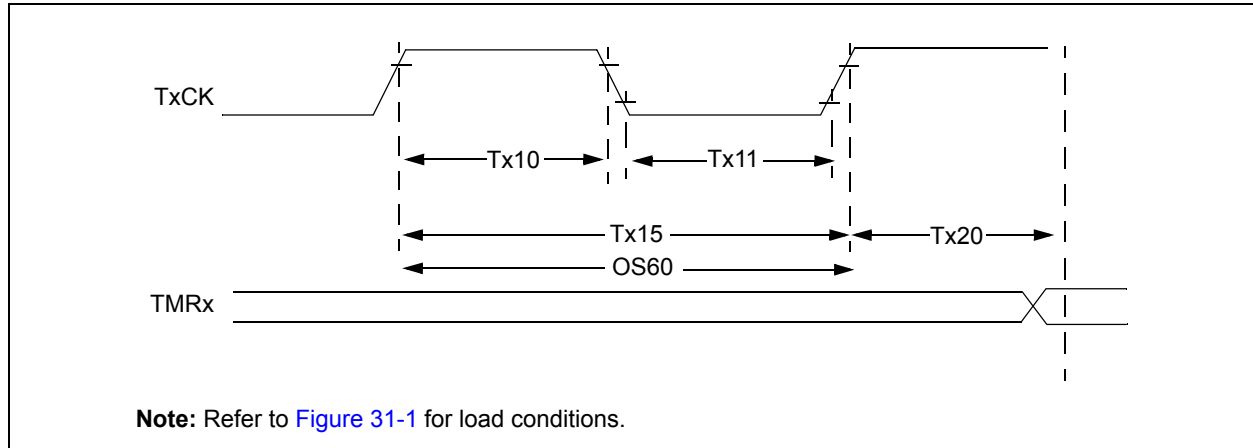 TxCK
Tx10
Tx11
Tx15
Tx20
OS60
TMRx
Note: Refer to Figure 31-1 for load conditions.